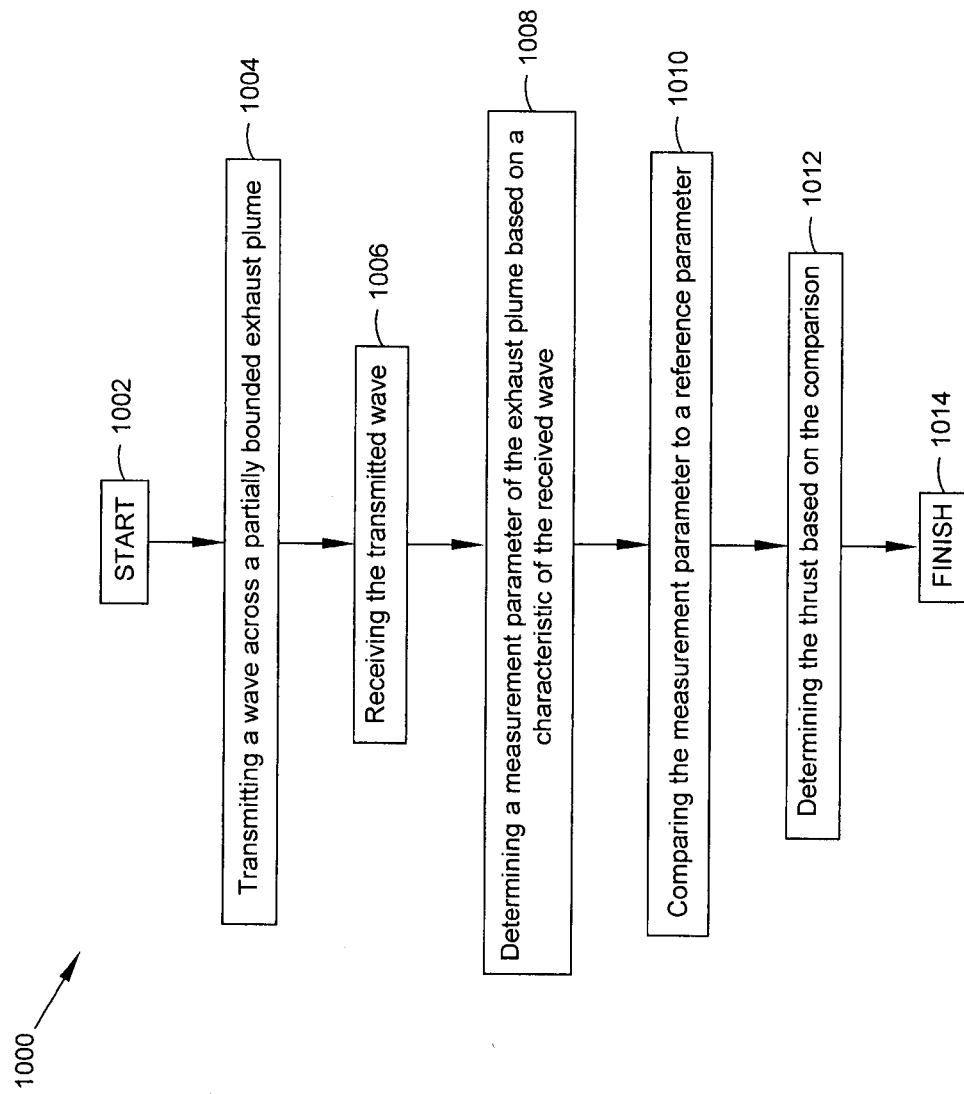 1000
START
1002
Transmitting a wave across a partially bounded exhaust plume
1004
Receiving the transmitted wave
1006
Determining a measurement parameter of the exhaust plume based on a
characteristic of the received wave
1008
Comparing the measurement parameter to a reference parameter
1010
Determining the thrust based on the comparison
1012
FINISH
1014